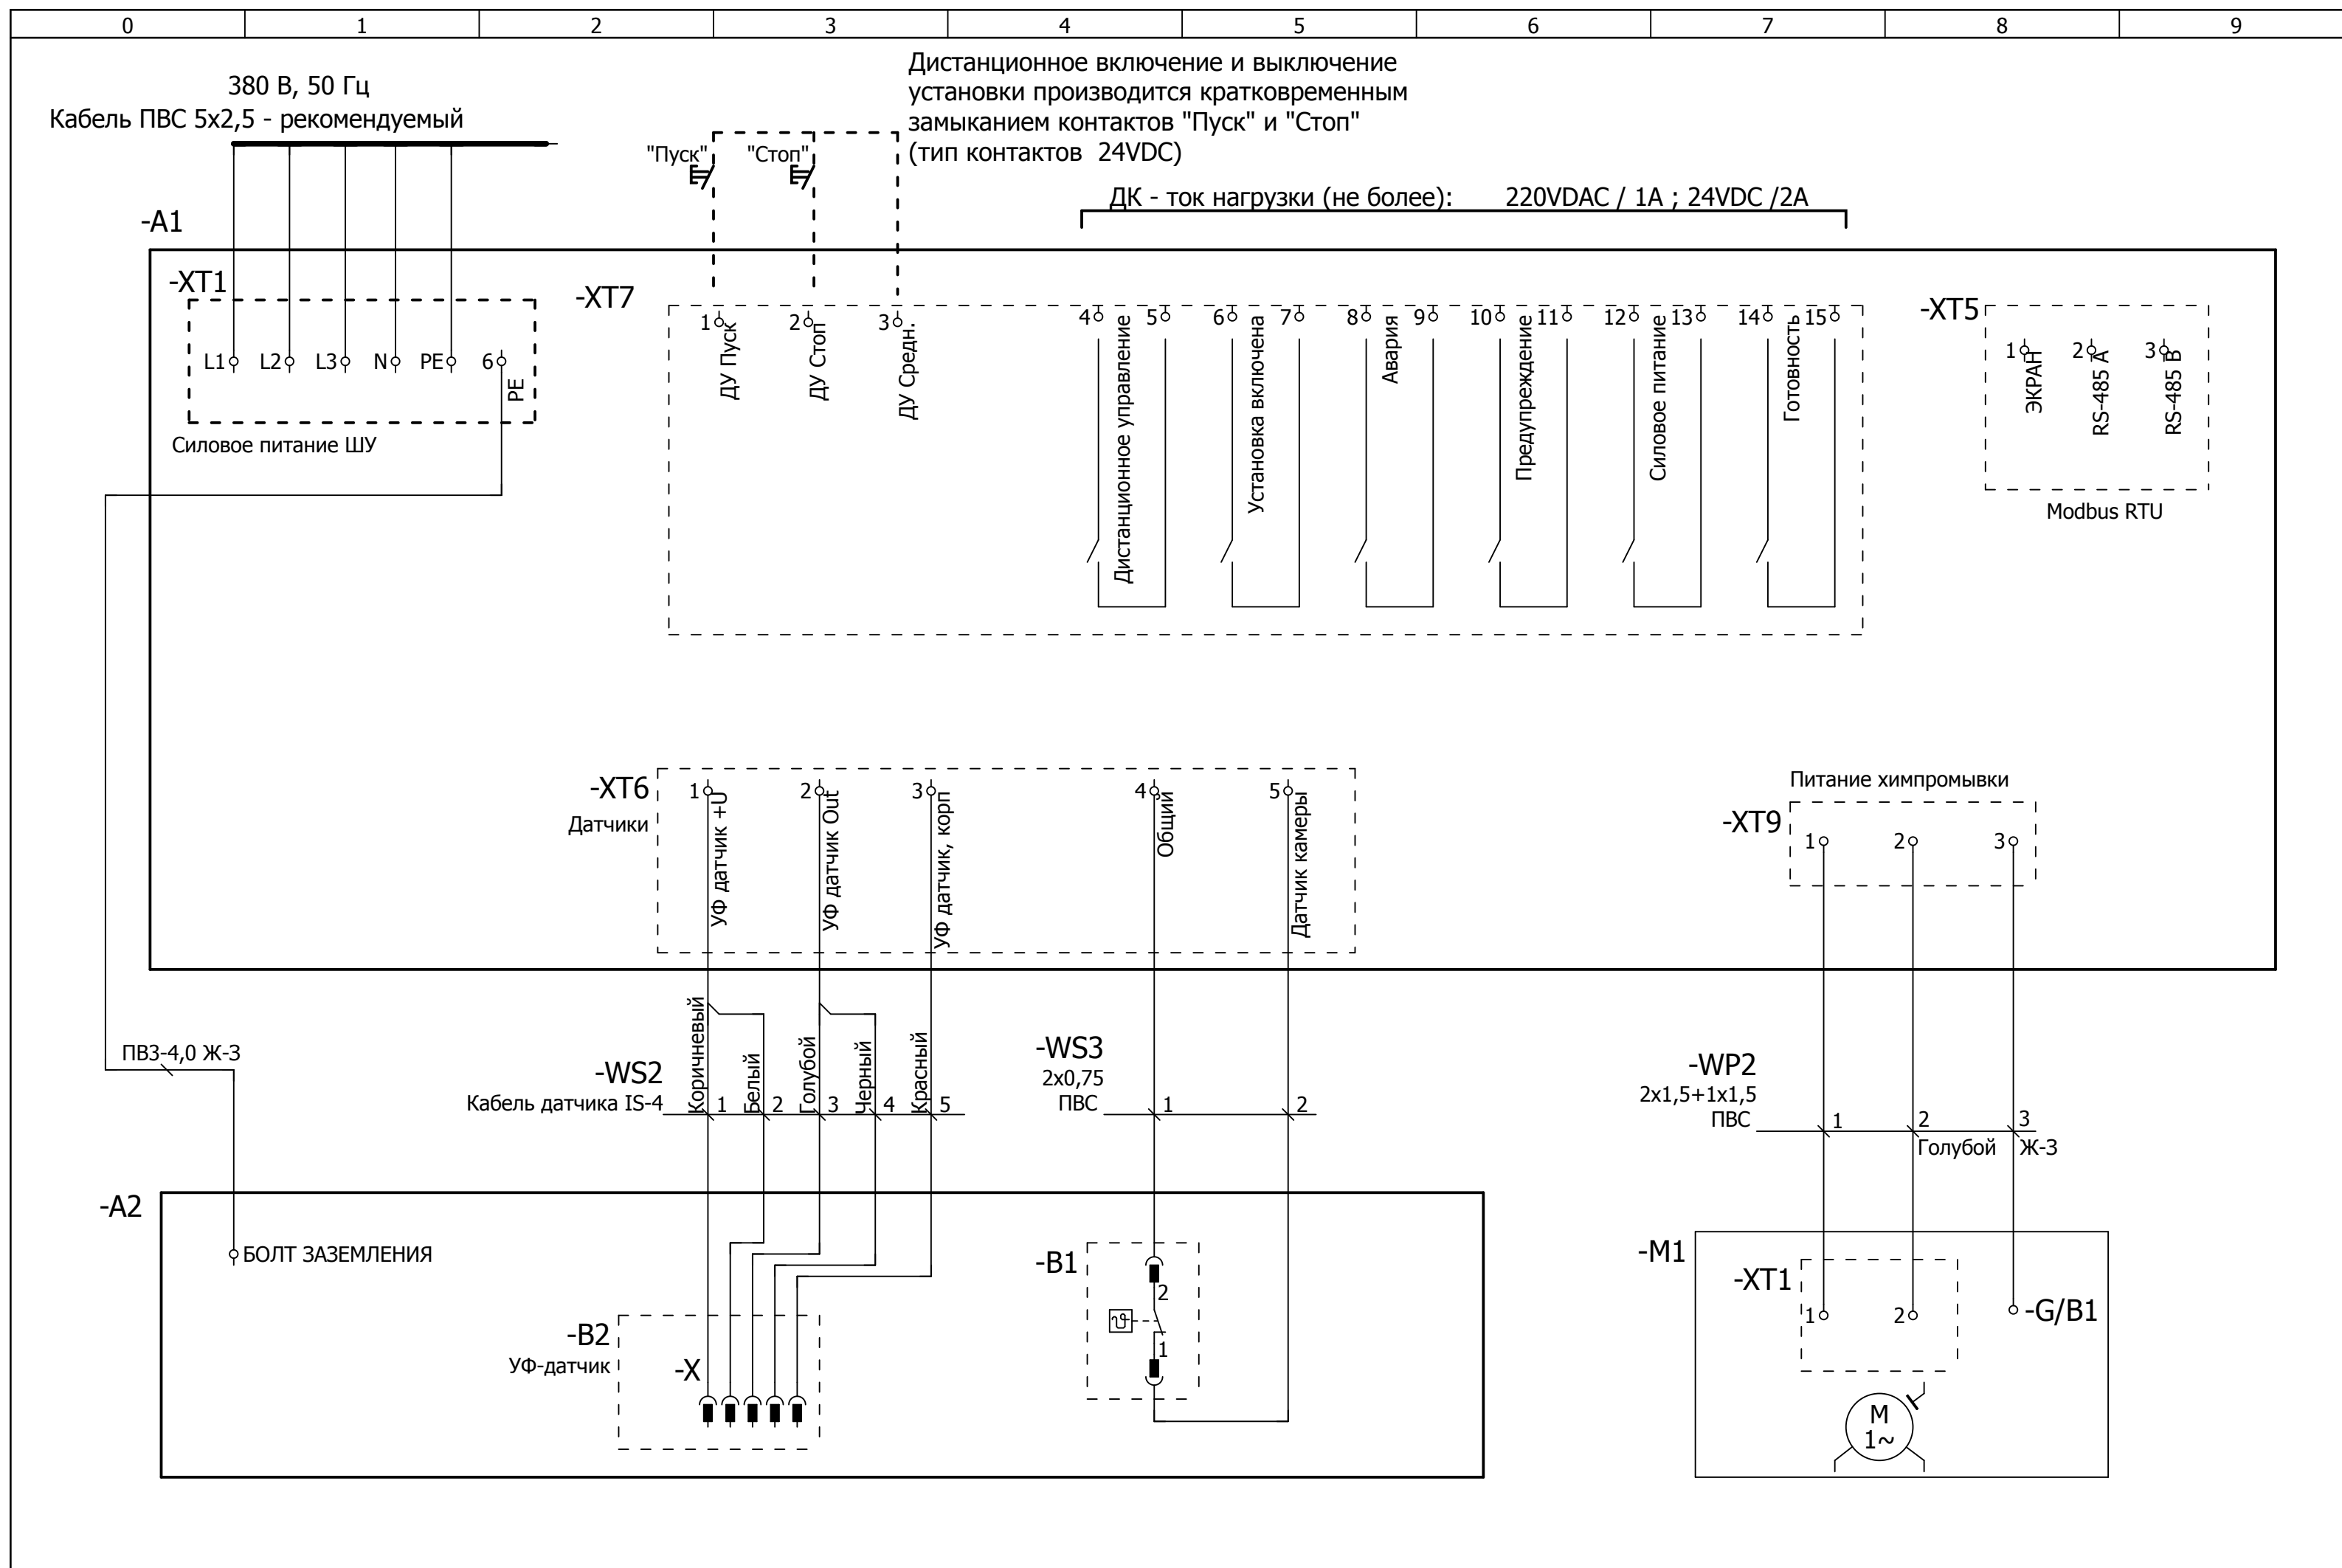 0 1 2 3 4 5 6 7 8 9
380 В, 50 Гц
Кабель ПВС 5х2,5 - рекомендуемый
Дистанционное включение и выключение
установки производится кратковременным
замыканием контактов "Пуск" и "Стоп"
(тип контактов 24VDC)
"Пуск" "Стоп"
ДК - ток нагрузки (не более): 220VDAC / 1А ; 24VDC /2А
-A1
-XT1
L1 L2 L3 N PE 6
PE
Силовое питание ШУ
-XT7
1 2 3 4 5 6 7 8 9 10 11 12 13 14 15
ДУ Пуск
ДУ Стоп
ДУ Средн.
Дистанционное управление
Установка включена
Авария
Предупреждение
Силовое питание
Готовность
-XT5
1 2 3
ЭКРАН
RS-485 A
RS-485 B
Modbus RTU
-XT6
Датчики
1 2 3 4 5
УФ датчик +U
УФ датчик Out
УФ датчик, корп
Общий
Датчик камеры
Питание химпромывки
-XT9
1 2 3
ПВ3-4,0 Ж-З
-WS2
Кабель датчика IS-4
Коричневый
Белый
Голубой
Черный
Красный
1 2 3 4 5
-WS3
2х0,75
ПВС
1 2
-WP2
2х1,5+1х1,5
ПВС
1 2 3
Голубой Ж-З
-A2
БОЛТ ЗАЗЕМЛЕНИЯ
-B2
УФ-датчик
-X
-B1
2
1
-M1
-XT1
1 2
-G/B1
M
1~